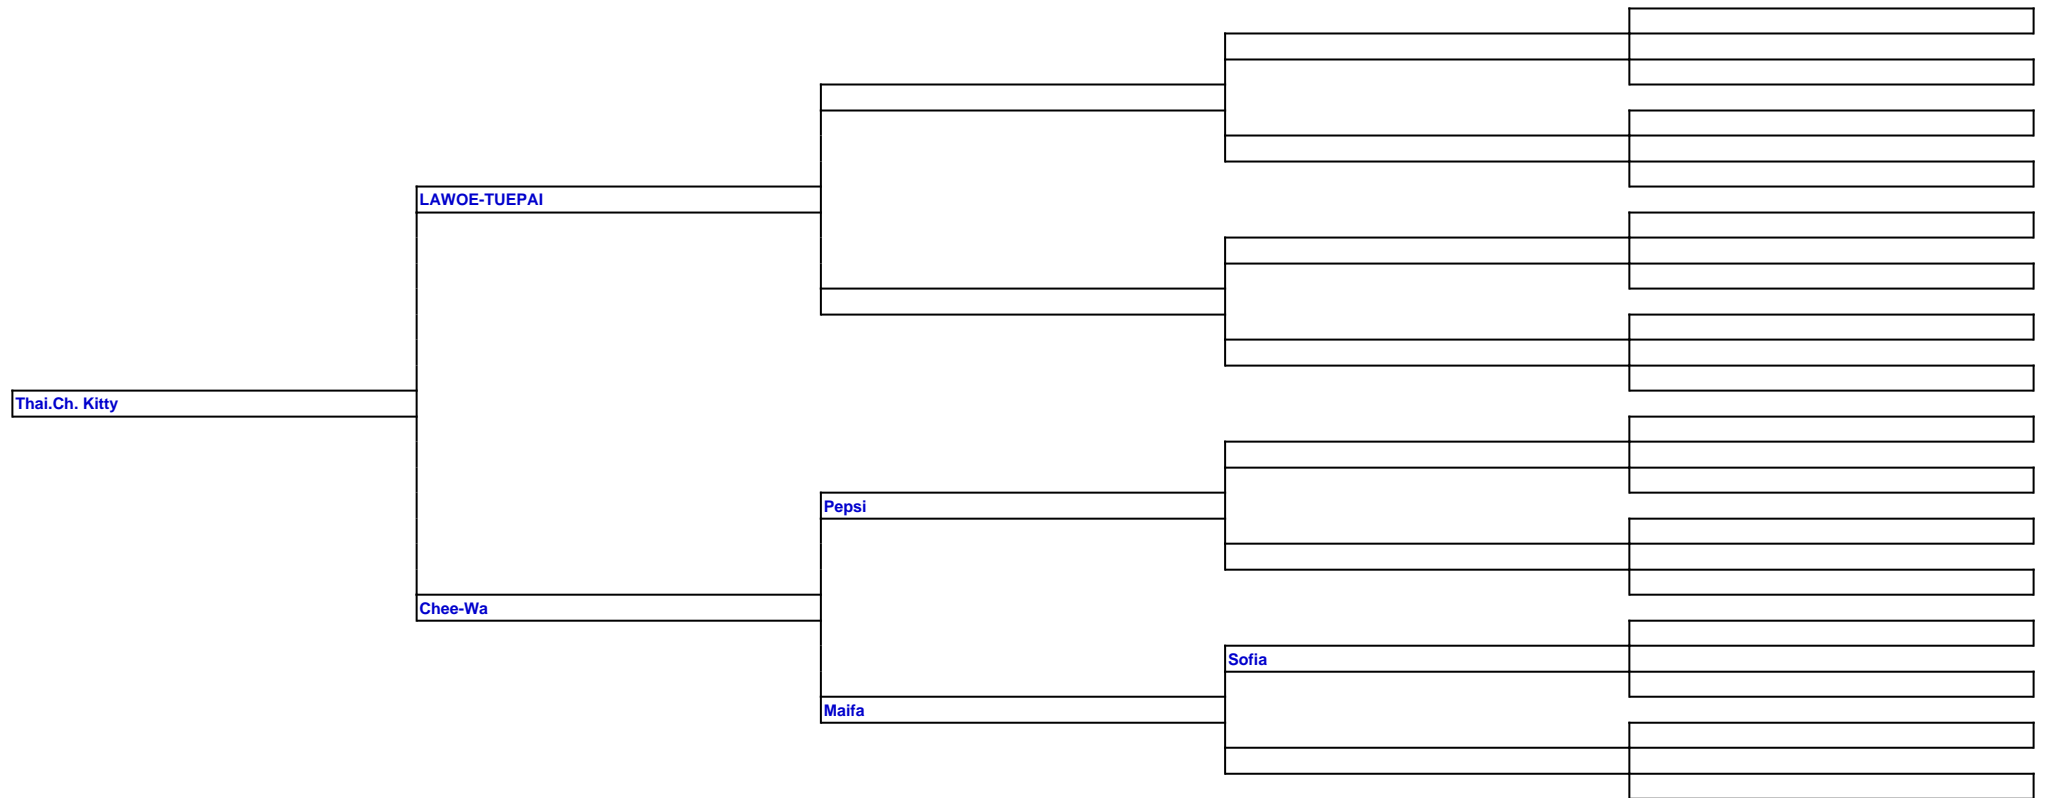 LAWOE-TUEPAI
Thai.Ch. Kitty
Pepsi
Chee-Wa
Sofia
Maifa